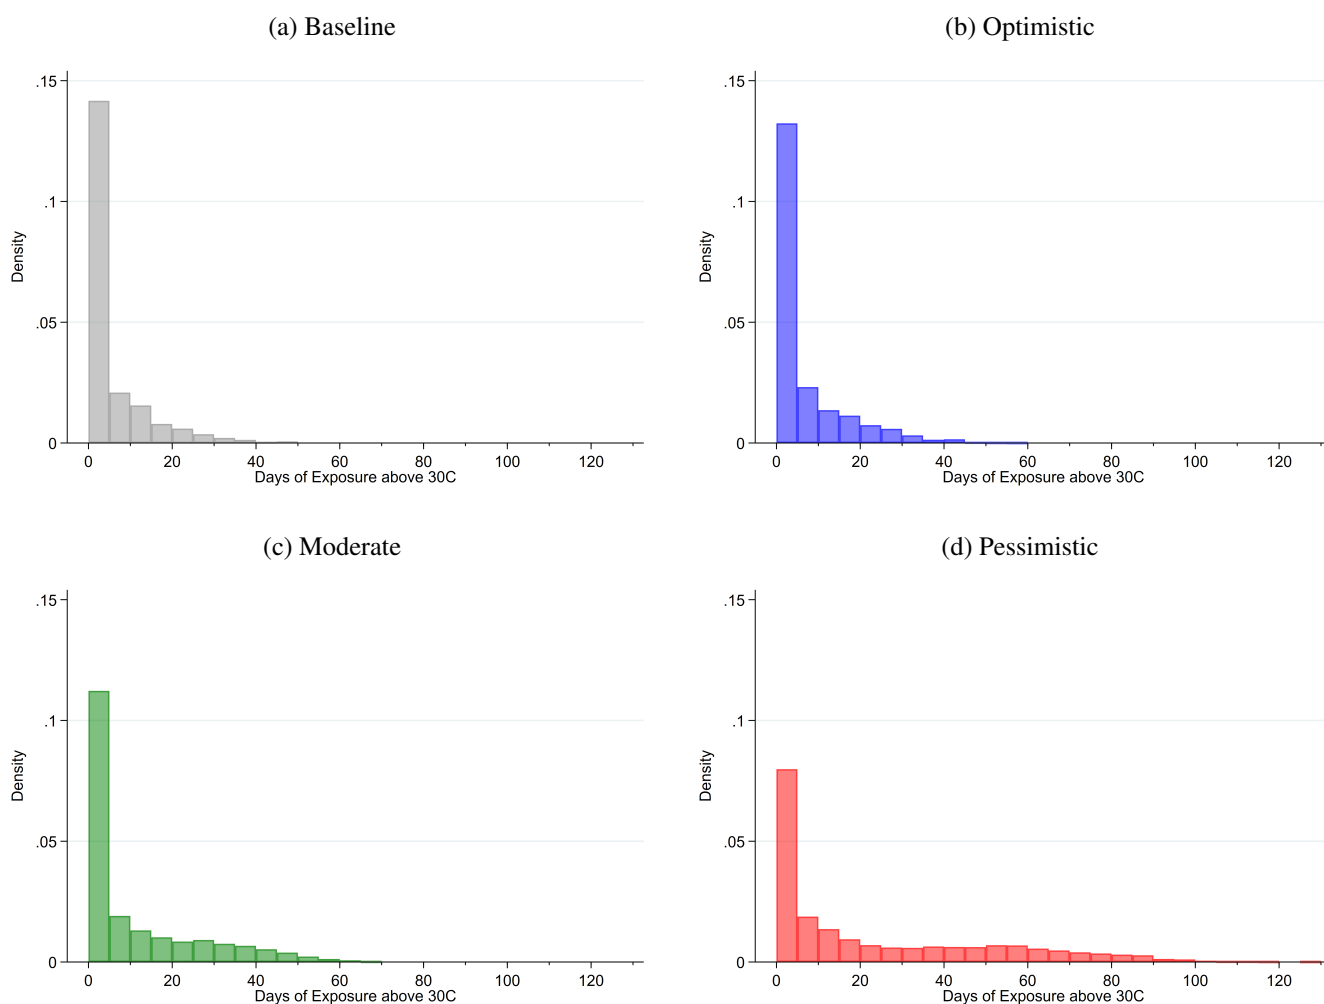 (a) Baseline
.15
.1
.05
0
Density
0 20 40 60 80 100 120
Days of Exposure above 30C
(b) Optimistic
.15
.1
.05
0
Density
0 20 40 60 80 100 120
Days of Exposure above 30C
(c) Moderate
.15
.1
.05
0
Density
0 20 40 60 80 100 120
Days of Exposure above 30C
(d) Pessimistic
.15
.1
.05
0
Density
0 20 40 60 80 100 120
Days of Exposure above 30C